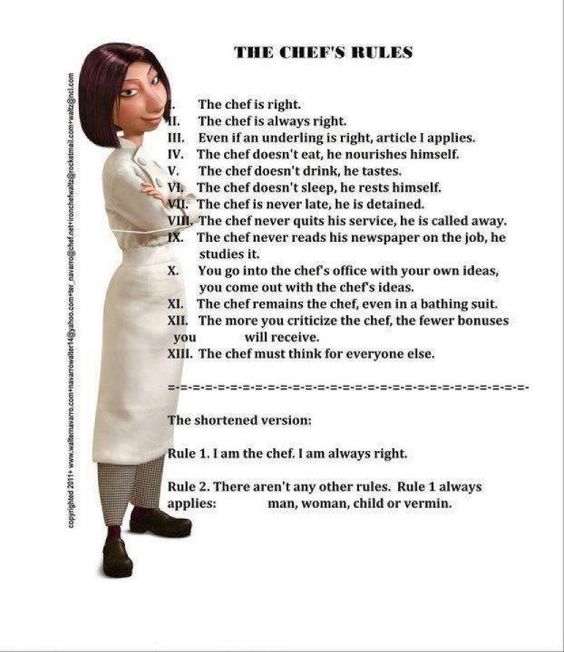 THE CHEF'S RULES
I. The chef is right.
II. The chef is always right.
III. Even if an underling is right, article I applies.
IV. The chef doesn't eat, he nourishes himself.
V. The chef doesn't drink, he tastes.
VI. The chef doesn't sleep, he rests himself.
VII. The chef is never late, he is detained.
VIII. The chef never quits his service, he is called away.
IX. The chef never reads his newspaper on the job, he
studies it.
X. You go into the chef's office with your own ideas,
you come out with the chef's ideas.
XI. The chef remains the chef, even in a bathing suit.
XII. The more you criticize the chef, the fewer bonuses
you will receive.
XIII. The chef must think for everyone else.
=-=-=-=-=-=-=-=-=-=-=-=-=-=-=-=-=-=-=-=-=-=-=-=-=-=-=-=-=-
The shortened version:
Rule 1. I am the chef. I am always right.
Rule 2. There aren't any other rules. Rule 1 always
applies: man, woman, child or vermin.
copyrighted 2011+ www.walternavarro.com+navarrowalter14@yahoo.com+ter_navarro@chef.net+ironchefwaltz@rocketmail.com+waltz@ncl.com